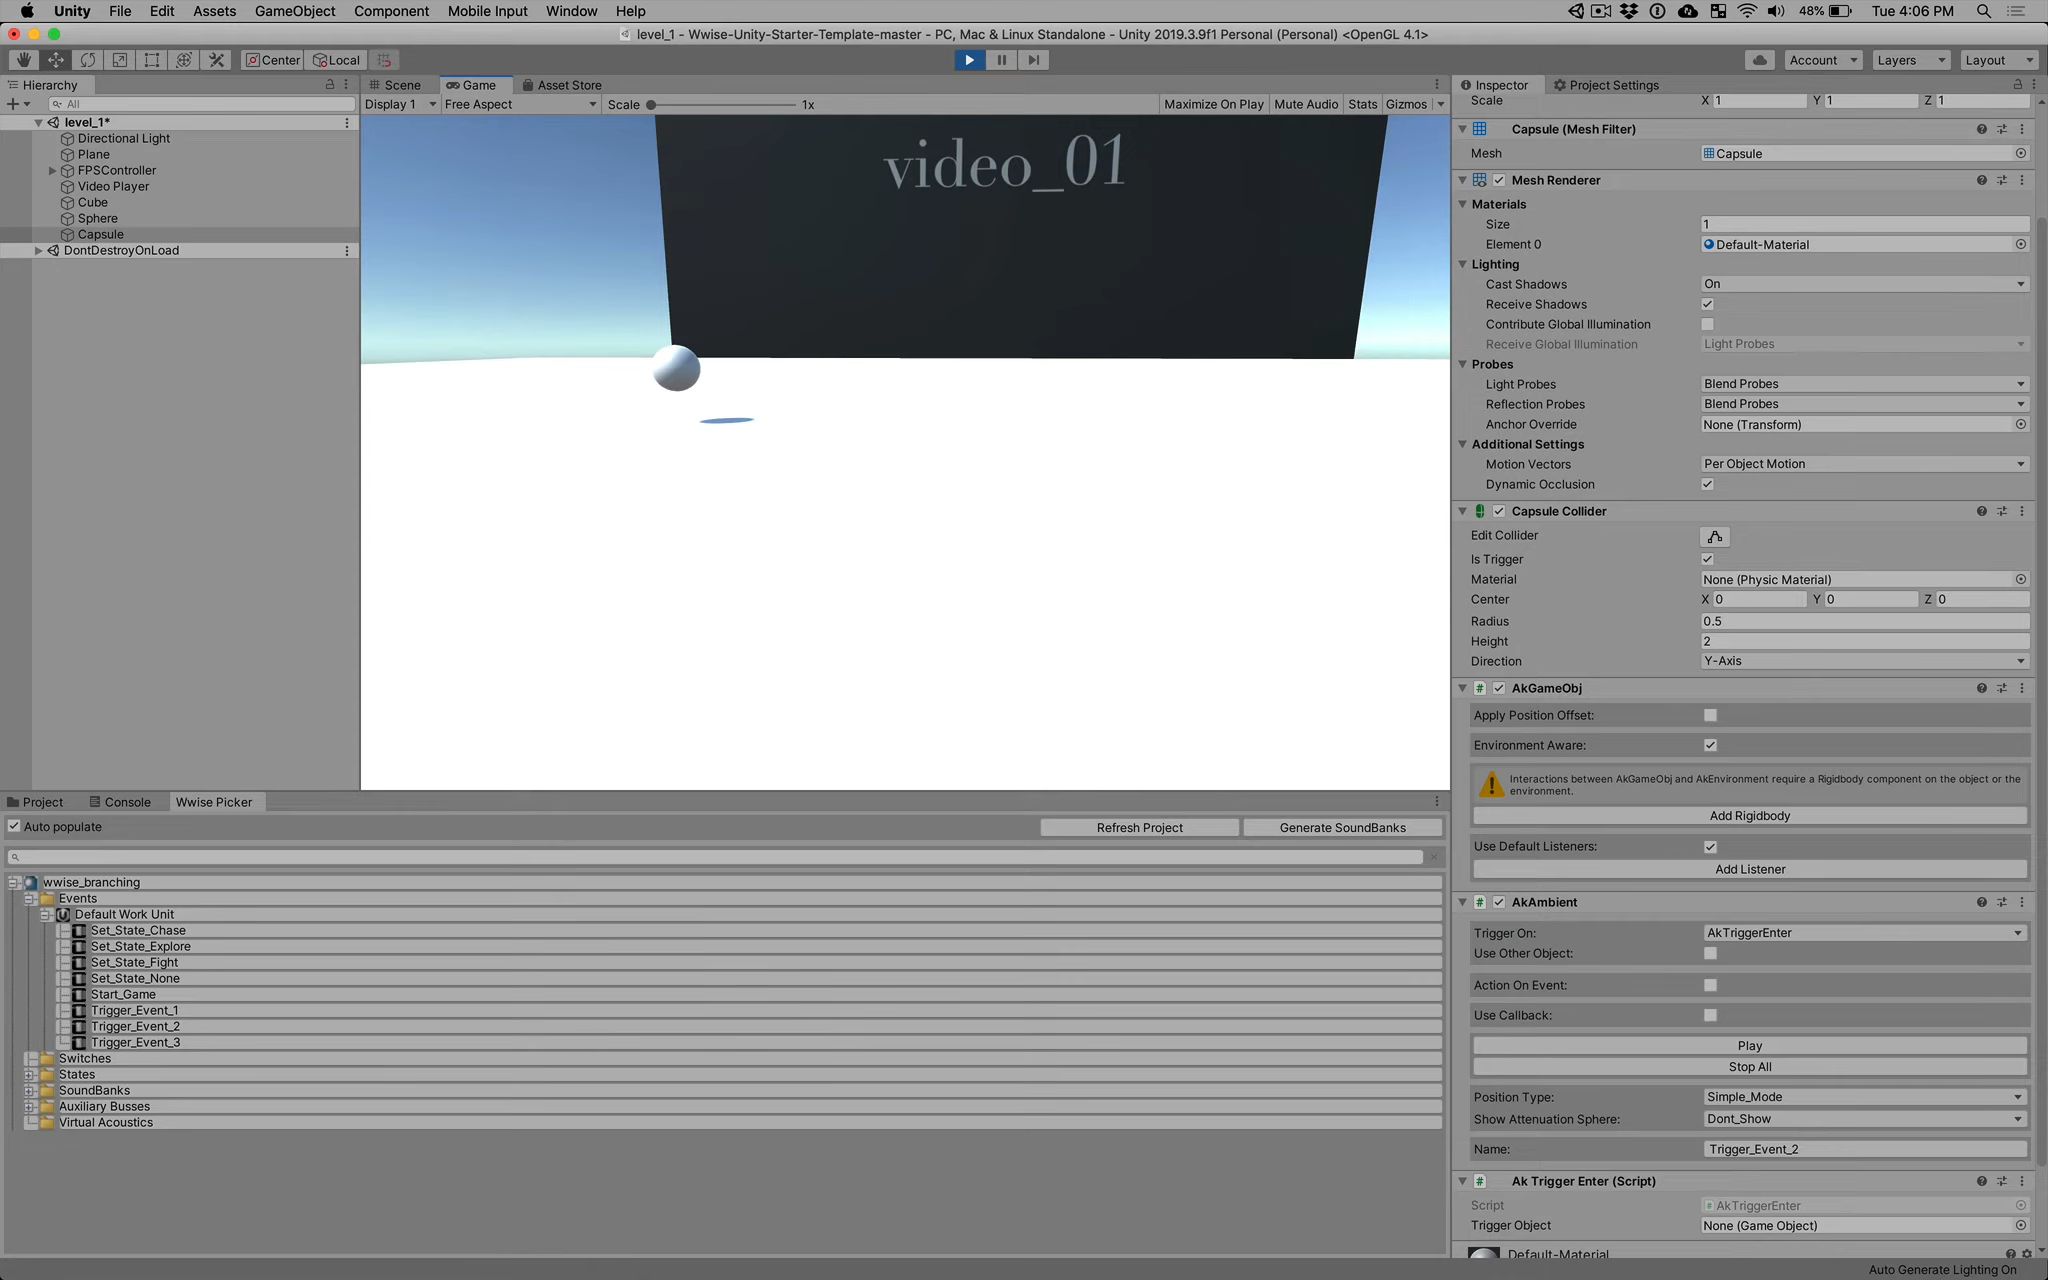 Unity File Edit Assets GameObject Component Mobile Input Window Help 48% Tue 4:06 PM
level_1 - Wwise-Unity-Starter-Template-master - PC, Mac & Linux Standalone - Unity 2019.3.9f1 Personal (Personal) <OpenGL 4.1>
Center Local Account Layers Layout
Hierarchy
All
level_1*
Directional Light
Plane
FPSController
Video Player
Cube
Sphere
Capsule
DontDestroyOnLoad
Scene Game Asset Store
Display 1 Free Aspect Scale 1x Maximize On Play Mute Audio Stats Gizmos
video_01
Inspector Project Settings
Scale X 1 Y 1 Z 1
Capsule (Mesh Filter)
Mesh Capsule
Mesh Renderer
Materials
Size 1
Element 0 Default-Material
Lighting
Cast Shadows On
Receive Shadows
Contribute Global Illumination
Receive Global Illumination Light Probes
Probes
Light Probes Blend Probes
Reflection Probes Blend Probes
Anchor Override None (Transform)
Additional Settings
Motion Vectors Per Object Motion
Dynamic Occlusion
Capsule Collider
Edit Collider
Is Trigger
Material None (Physic Material)
Center X 0 Y 0 Z 0
Radius 0.5
Height 2
Direction Y-Axis
# AkGameObj
Apply Position Offset:
Environment Aware:
Interactions between AkGameObj and AkEnvironment require a Rigidbody component on the object or the
environment.
Add Rigidbody
Use Default Listeners:
Add Listener
# AkAmbient
Trigger On: AkTriggerEnter
Use Other Object:
Action On Event:
Use Callback:
Play
Stop All
Position Type: Simple_Mode
Show Attenuation Sphere: Dont_Show
Name: Trigger_Event_2
# Ak Trigger Enter (Script)
Script AkTriggerEnter
Trigger Object None (Game Object)
Default-Material
Project Console Wwise Picker
Auto populate Refresh Project Generate SoundBanks
wwise_branching
Events
Default Work Unit
Set_State_Chase
Set_State_Explore
Set_State_Fight
Set_State_None
Start_Game
Trigger_Event_1
Trigger_Event_2
Trigger_Event_3
Switches
States
SoundBanks
Auxiliary Busses
Virtual Acoustics
Auto Generate Lighting On